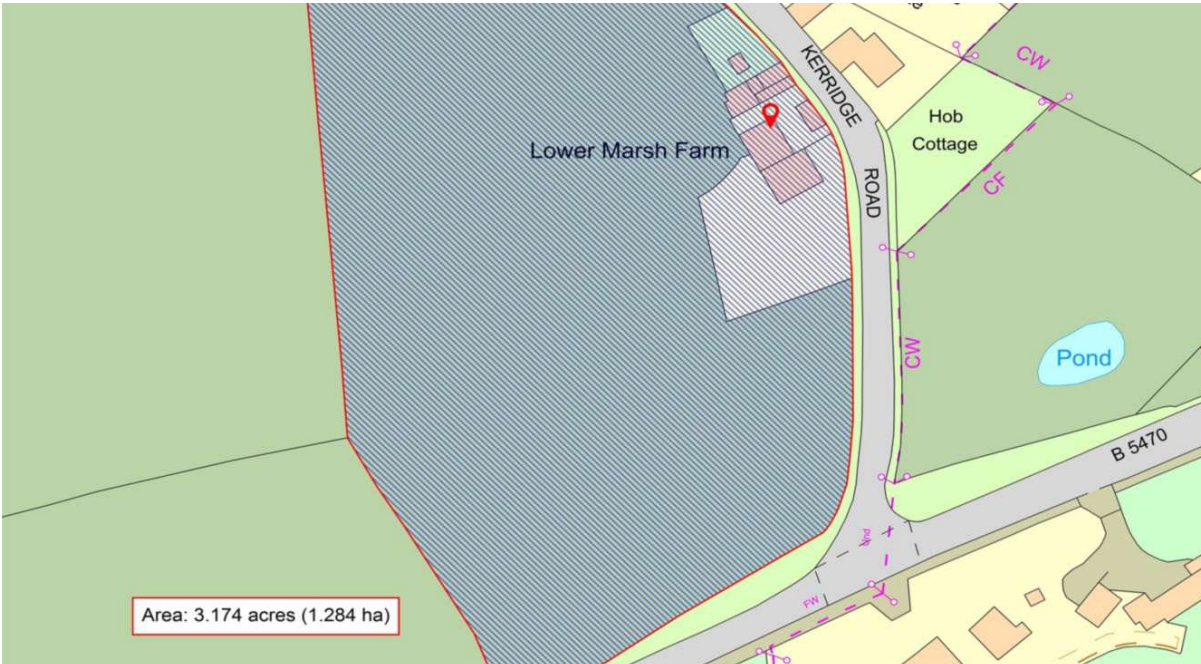 CW
KERRIDGE
Hob
Cottage
Lower Marsh Farm
ROAD
CF
CW
Pond
B 5470
Und
FW
Area: 3.174 acres (1.284 ha)